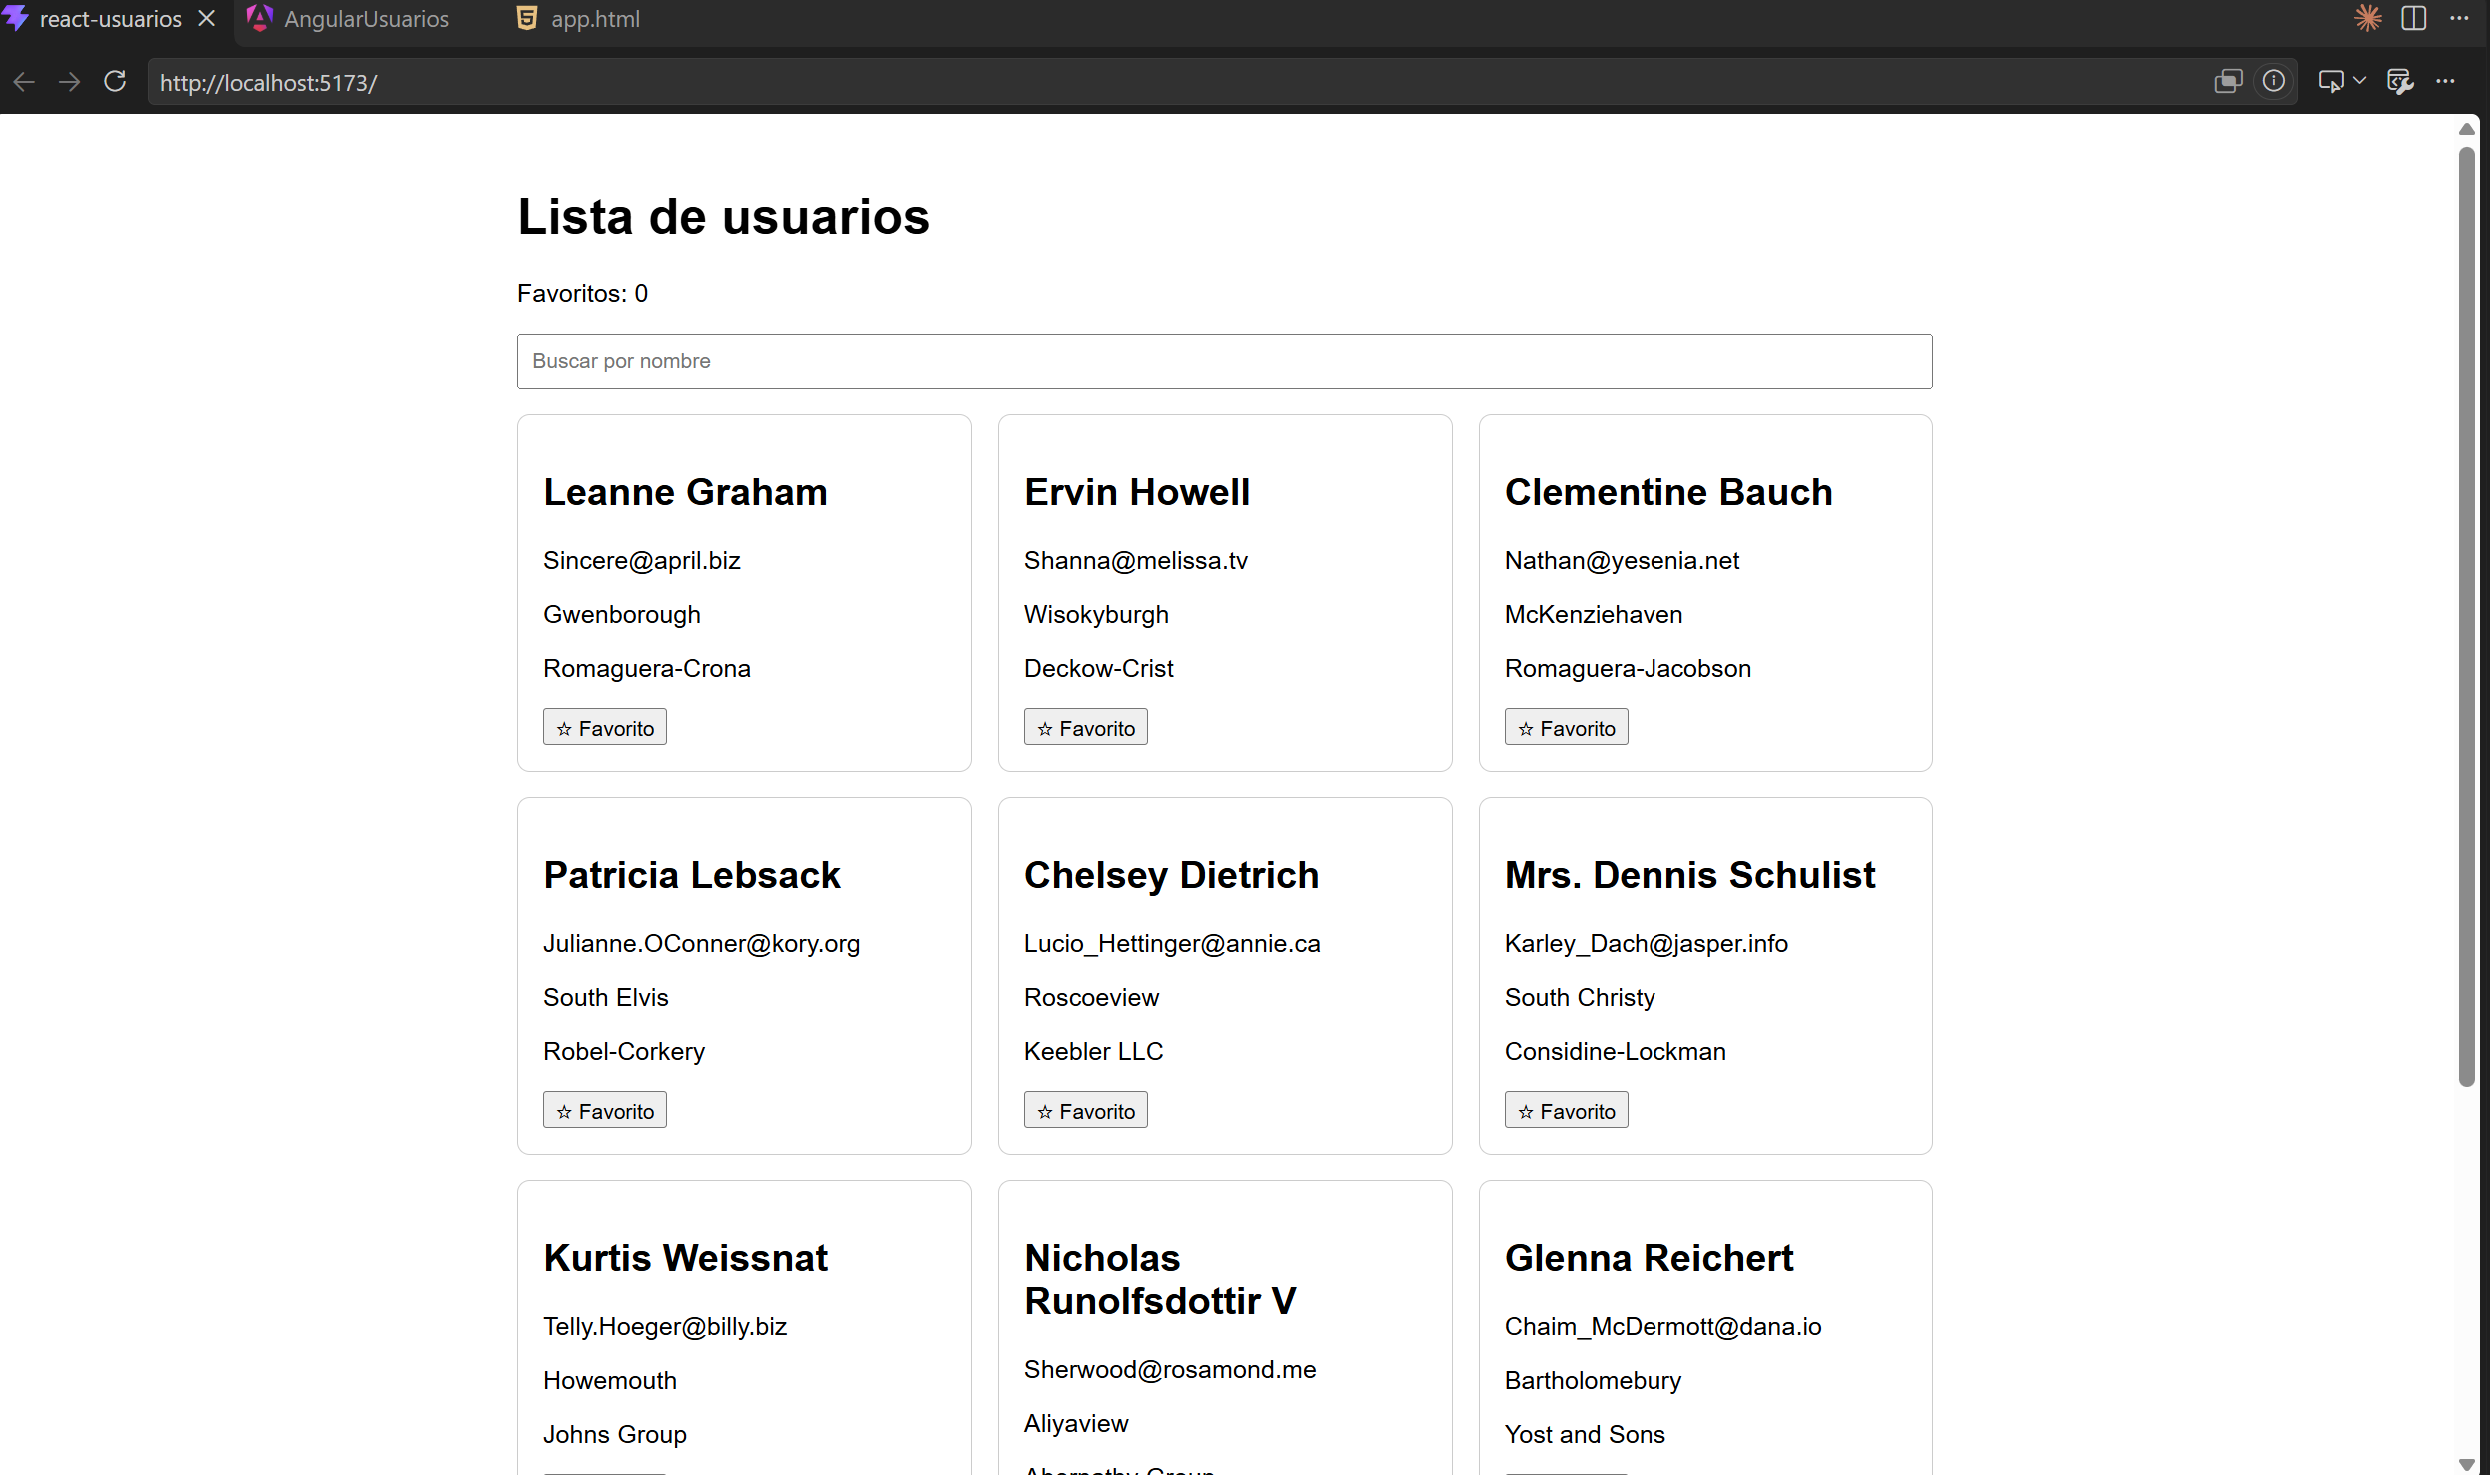 react-usuarios
AngularUsuarios
app.html
http://localhost:5173/
Lista de usuarios
Favoritos: 0
Buscar por nombre
Leanne Graham
Sincere@april.biz
Gwenborough
Romaguera-Crona
☆ Favorito
Ervin Howell
Shanna@melissa.tv
Wisokyburgh
Deckow-Crist
☆ Favorito
Clementine Bauch
Nathan@yesenia.net
McKenziehaven
Romaguera-Jacobson
☆ Favorito
Patricia Lebsack
Julianne.OConner@kory.org
South Elvis
Robel-Corkery
☆ Favorito
Chelsey Dietrich
Lucio_Hettinger@annie.ca
Roscoeview
Keebler LLC
☆ Favorito
Mrs. Dennis Schulist
Karley_Dach@jasper.info
South Christy
Considine-Lockman
☆ Favorito
Kurtis Weissnat
Telly.Hoeger@billy.biz
Howemouth
Johns Group
Nicholas
Runolfsdottir V
Sherwood@rosamond.me
Aliyaview
Abernathy Group
Glenna Reichert
Chaim_McDermott@dana.io
Bartholomebury
Yost and Sons